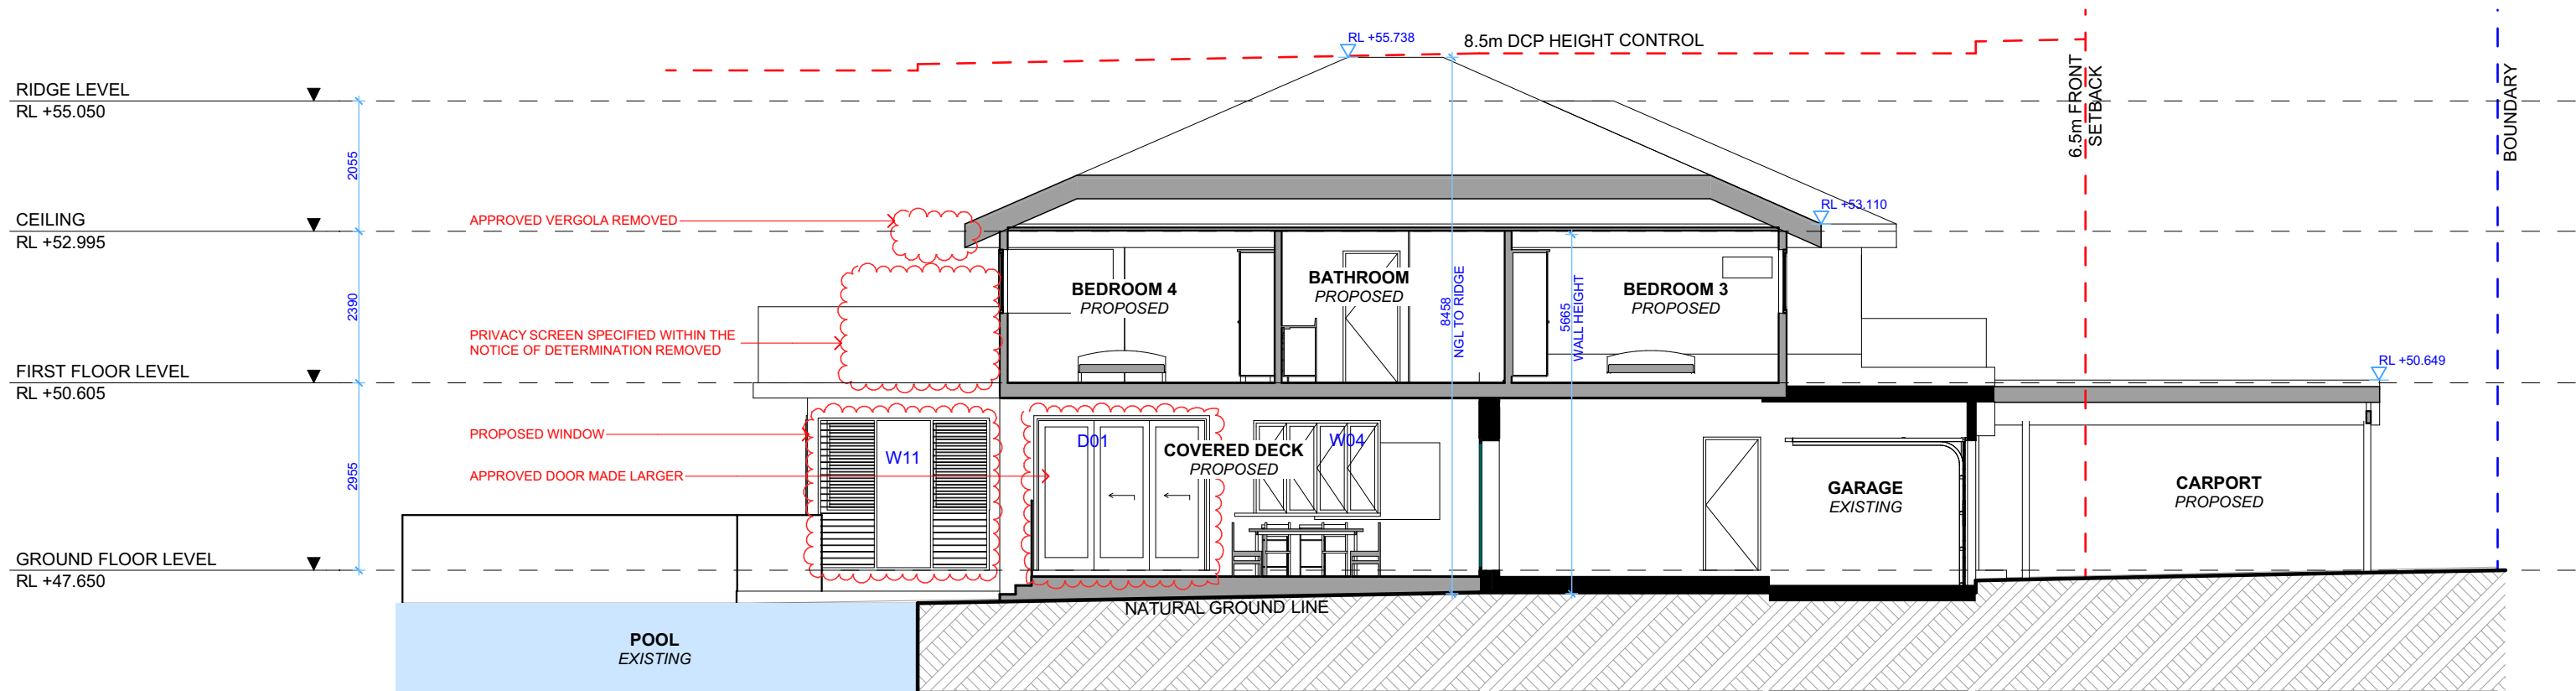 RL +55.738
8.5m DCP HEIGHT CONTROL
RIDGE LEVEL
RL +55.050
6.5m FRONT
SETBACK
BOUNDARY
2055
APPROVED VERGOLA REMOVED
CEILING
RL +52.995
RL +53.110
2390
BEDROOM 4
PROPOSED
BATHROOM
PROPOSED
8458
NGL TO RIDGE
5665
WALL HEIGHT
BEDROOM 3
PROPOSED
PRIVACY SCREEN SPECIFIED WITHIN THE
NOTICE OF DETERMINATION REMOVED
FIRST FLOOR LEVEL
RL +50.605
RL +50.649
2955
PROPOSED WINDOW
APPROVED DOOR MADE LARGER
W11
D01
COVERED DECK
PROPOSED
W04
GARAGE
EXISTING
CARPORT
PROPOSED
GROUND FLOOR LEVEL
RL +47.650
NATURAL GROUND LINE
POOL
EXISTING